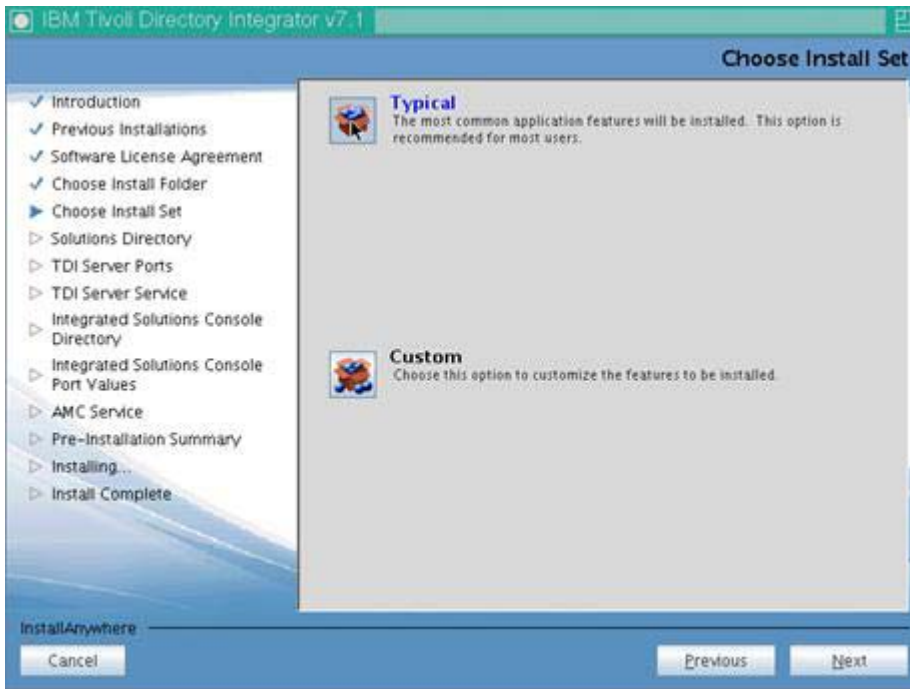 IBM Tivoli Directory Integrator v7.1
Choose Install Set
Introduction
Previous Installations
Software License Agreement
Choose Install Folder
Choose Install Set
Solutions Directory
TDI Server Ports
TDI Server Service
Integrated Solutions Console
Directory
Integrated Solutions Console
Port Values
AMC Service
Pre-Installation Summary
Installing...
Install Complete
Typical
The most common application features will be installed. This option is
recommended for most users.
Custom
Choose this option to customize the features to be installed.
InstallAnywhere
Cancel
Previous
Next